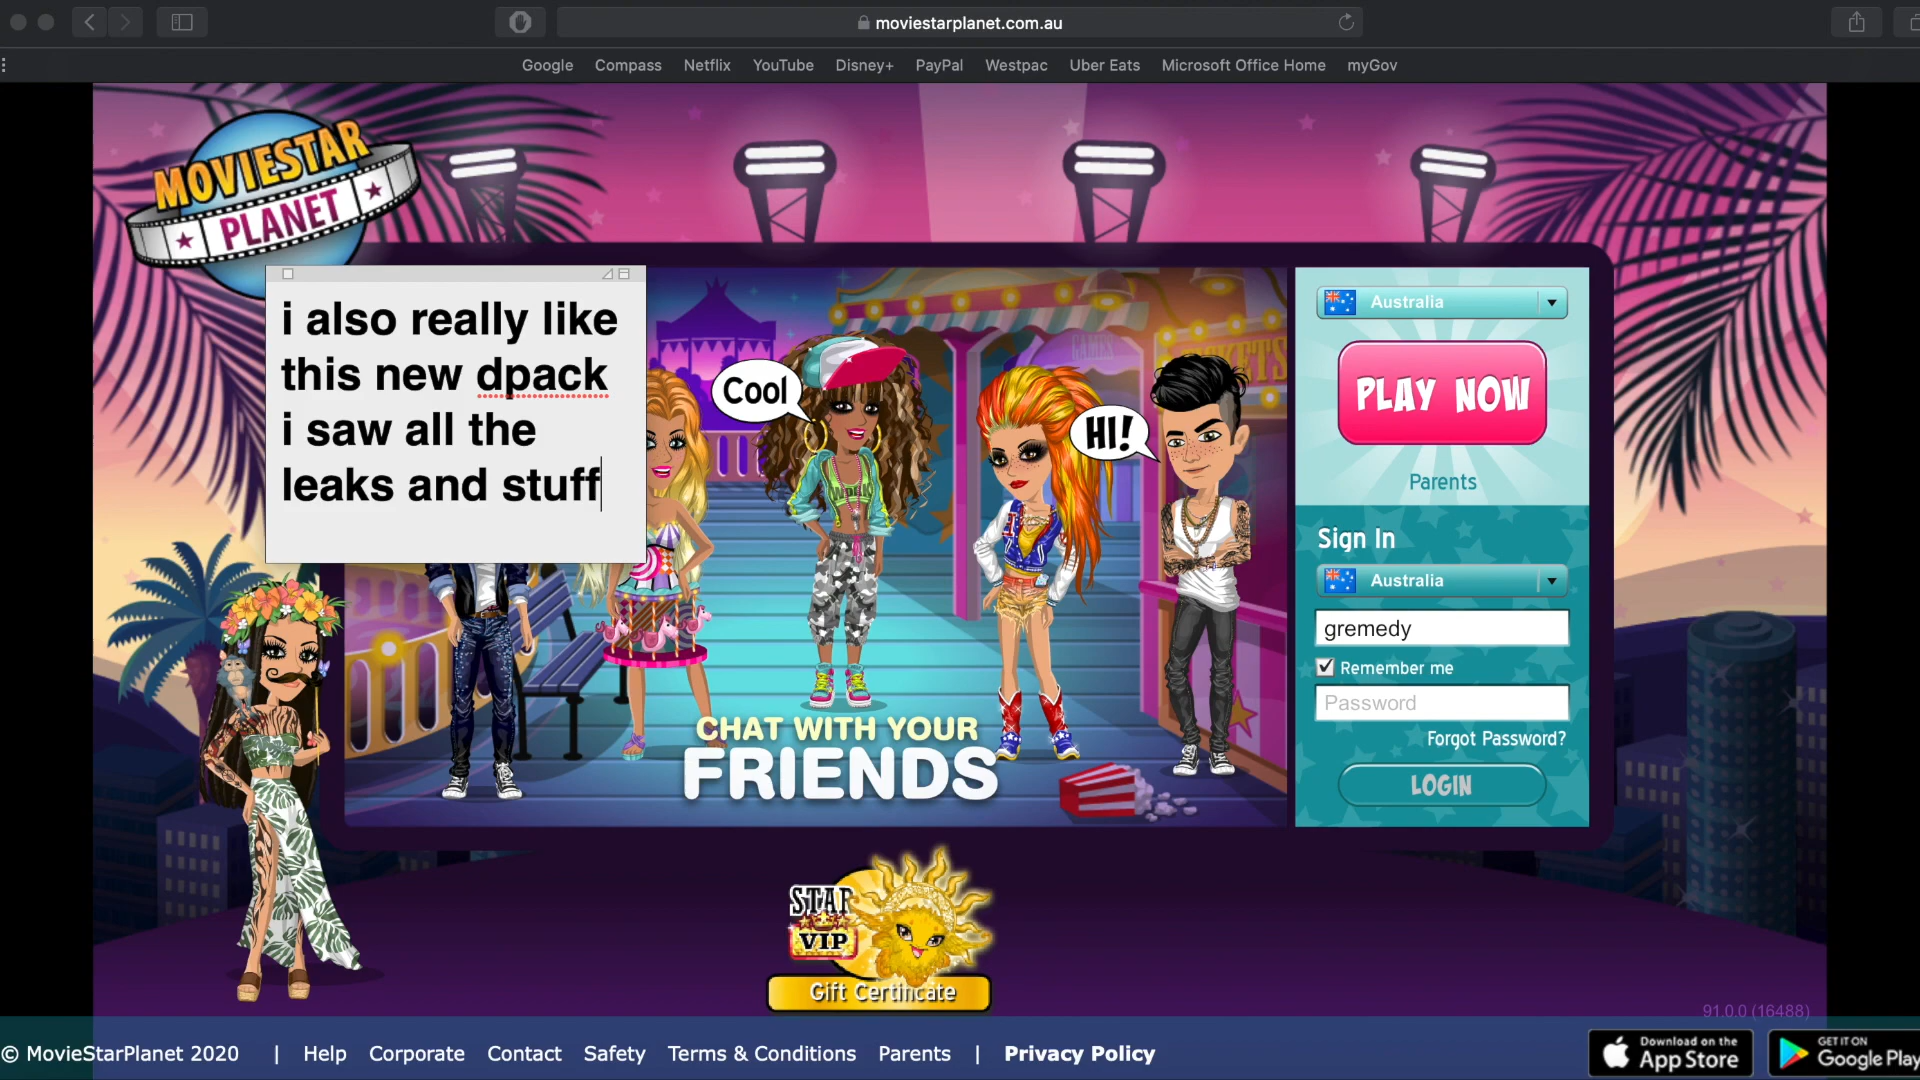 moviestarplanet.com.au
Google Compass Netflix YouTube Disney+ PayPal Westpac Uber Eats Microsoft Office Home myGov
MOVIESTAR
PLANET
i also really like
this new dpack
i saw all the
leaks and stuff
Cool
HI!
GAMES
TICKETS
CHAT WITH YOUR
FRIENDS
Australia
PLAY NOW
Parents
Sign In
Australia
gremedy
Remember me
Password
Forgot Password?
LOGIN
STAR
VIP
Gift Certificate
91.0.0 (16488)
© MovieStarPlanet 2020 | Help Corporate Contact Safety Terms & Conditions Parents | Privacy Policy
Download on the
App Store
GET IT ON
Google Play